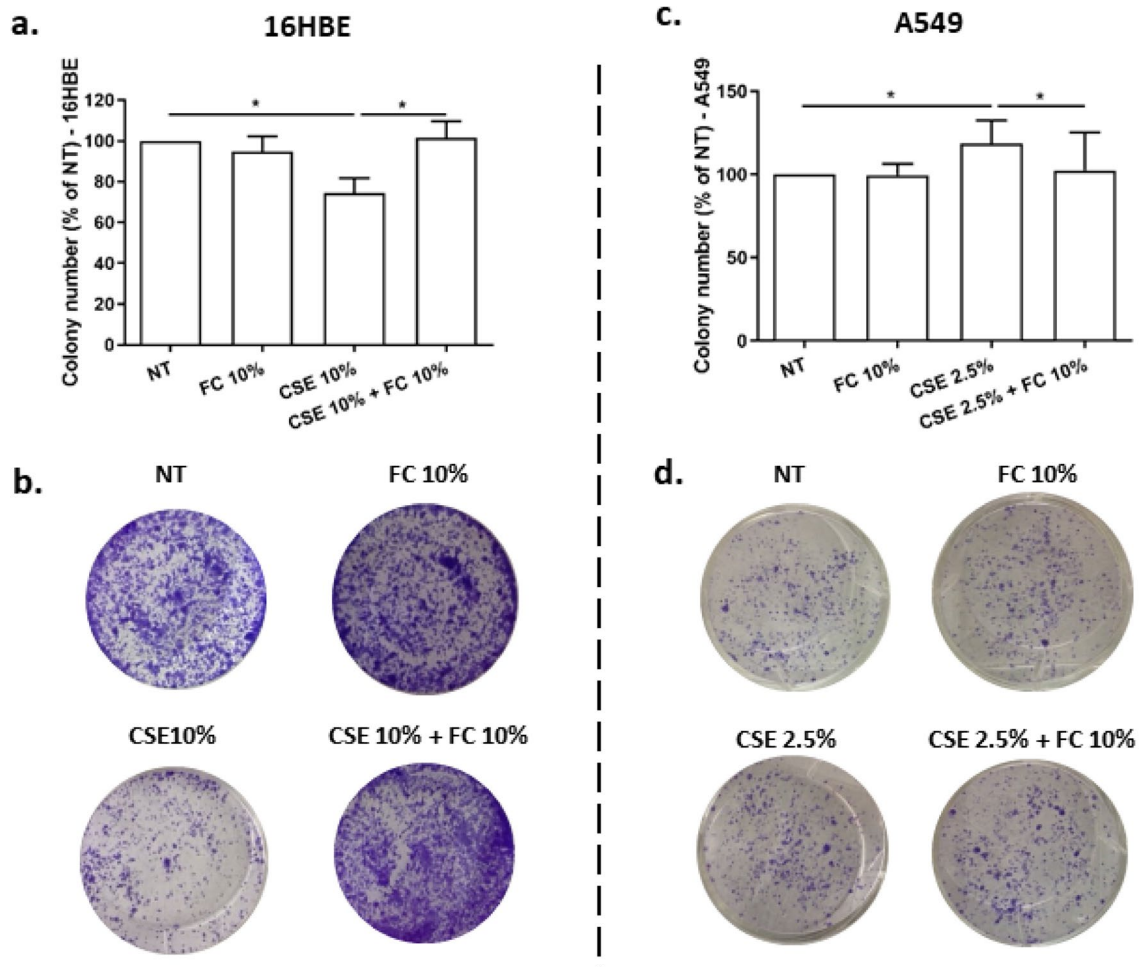 a.
16HBE
Colony number (% of NT) - 16HBE
120
100
80
60
40
20
0
*
*
NT
FC 10%
CSE 10%
CSE 10% + FC 10%
c.
A549
Colony number (% of NT) - A549
150
100
50
0
*
*
NT
FC 10%
CSE 2.5%
CSE 2.5% + FC 10%
b.
NT
FC 10%
CSE10%
CSE 10% + FC 10%
d.
NT
FC 10%
CSE 2.5%
CSE 2.5% + FC 10%